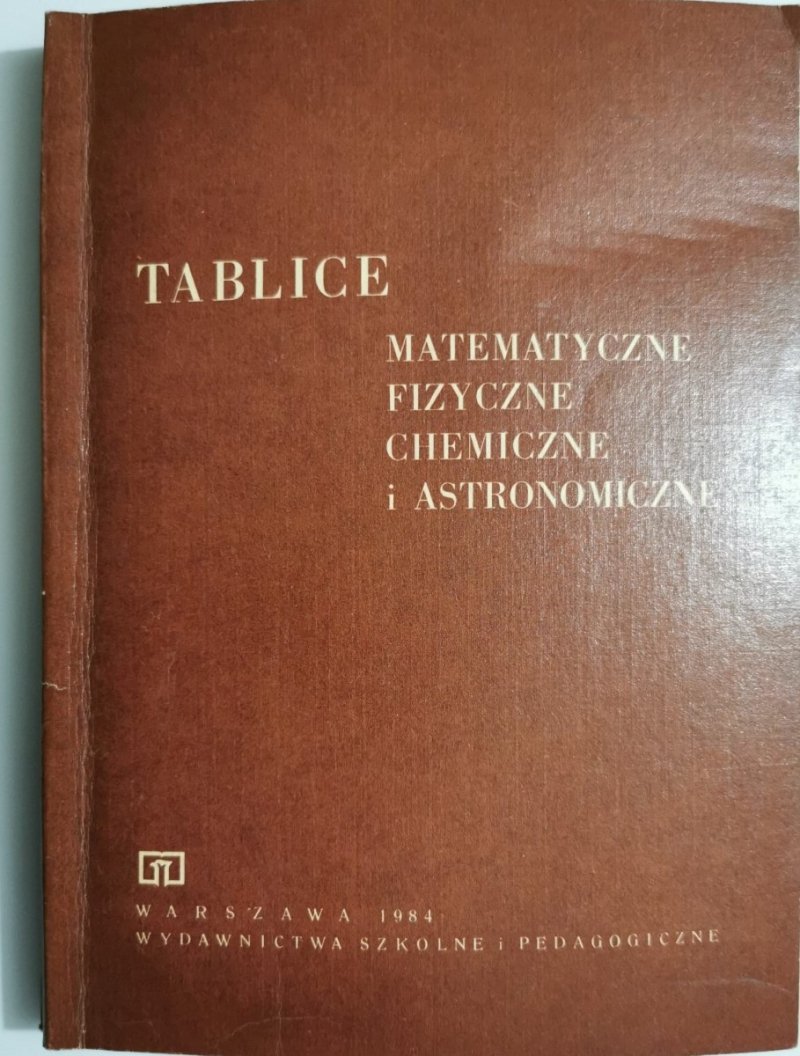 TABLICE
MATEMATYCZNE
FIZYCZNE
CHEMICZNE
i ASTRONOMICZNE
WARSZAWA 1984
WYDAWNICTWA SZKOLNE i PEDAGOGICZNE